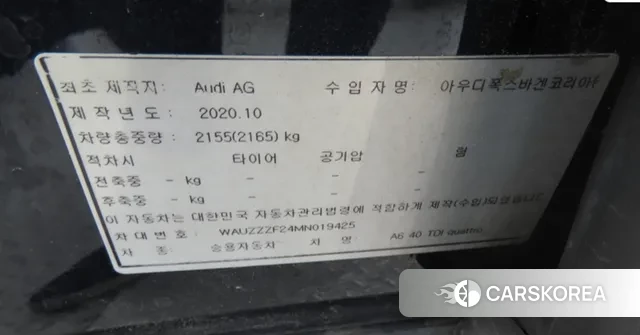 최초 제작자: Audi AG 수 입 자 명: 아우디폭스바겐코리아
제 작 년 도 : 2020.10
차량총중량 : 2155(2165) kg
적차시 타이어 공기압 림
전축중 - kg - -
후축중 - kg - -
이 자동차는 대한민국 자동차관리법령에 적합하게 제작(수입)되었습니다
차 대 번 호 : WAUZZZF24MN019425
차 종: 승용자동차 차 명: A6 40 TDI quattro
CARSKOREA